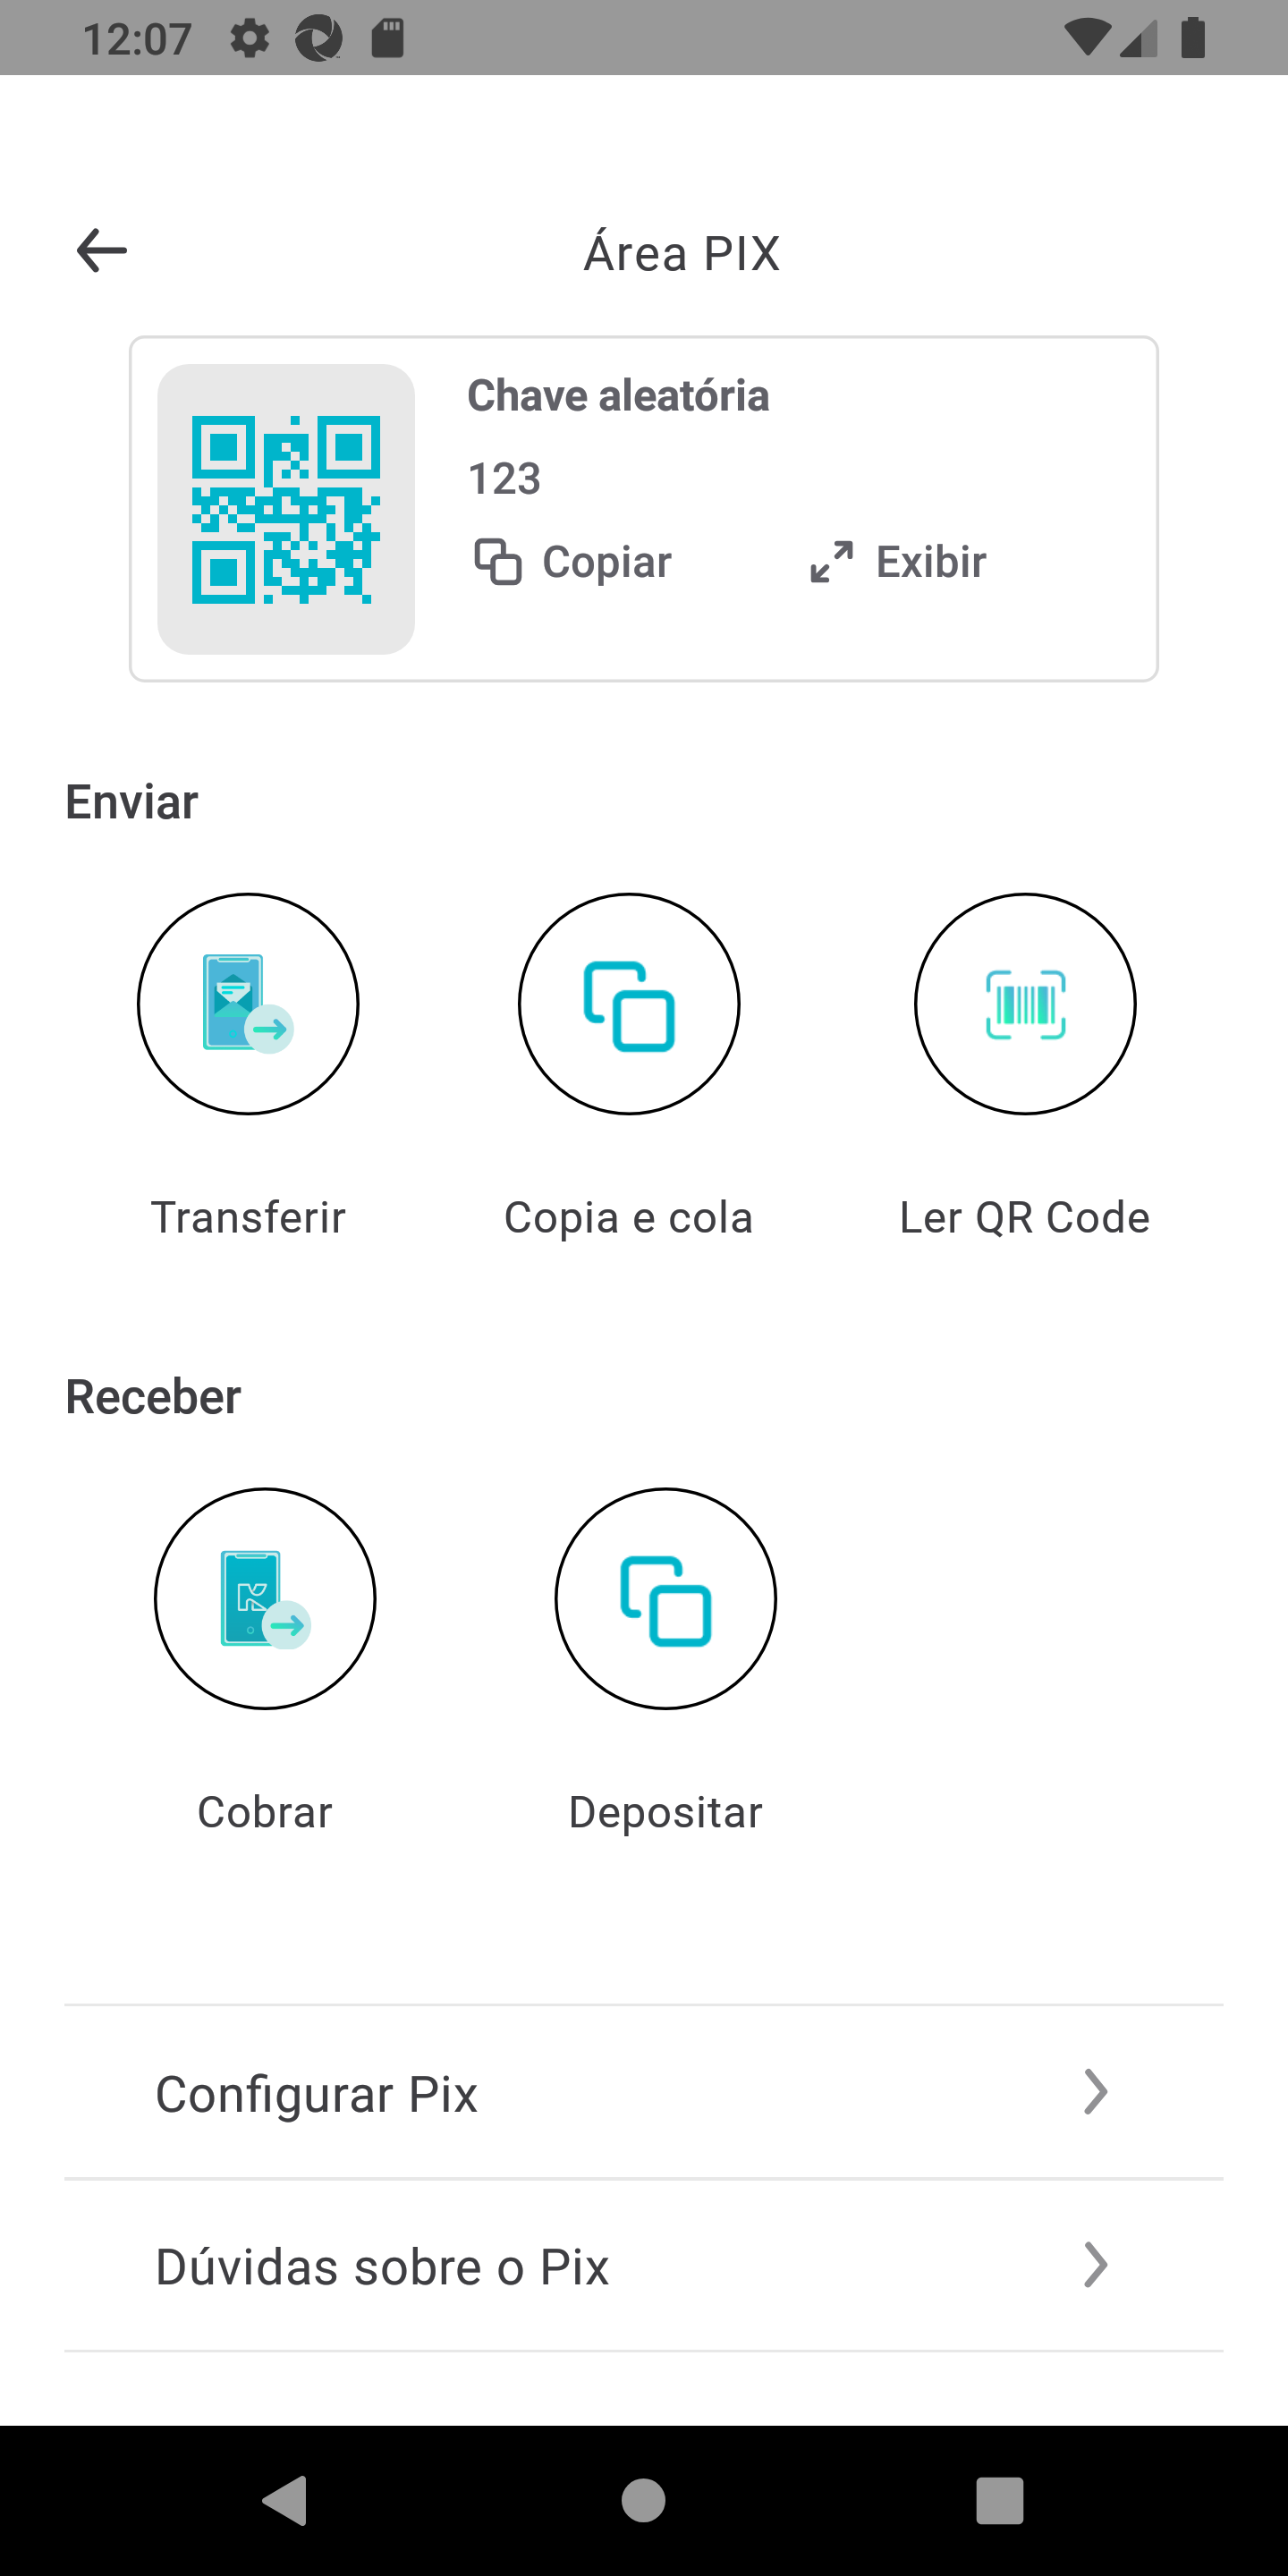 12:07
Área PIX
Chave aleatória
123
Copiar
Exibir
Enviar
Transferir
Copia e cola
Ler QR Code
Receber
Cobrar
Depositar
Configurar Pix
Dúvidas sobre o Pix